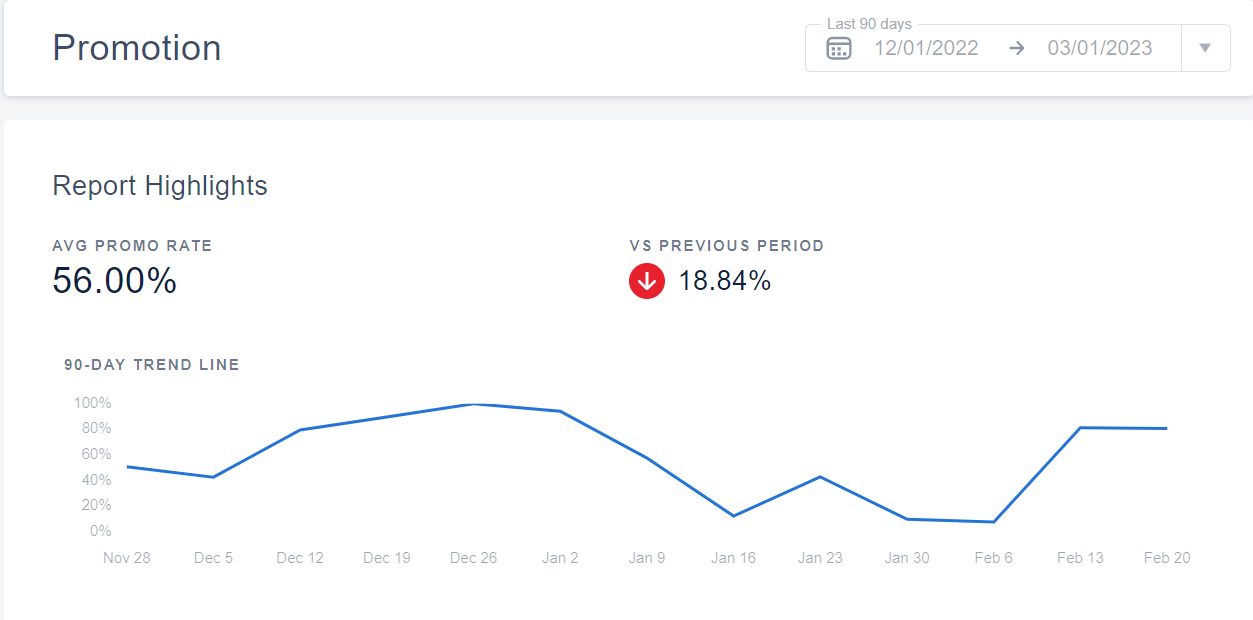 Last 90 days
Promotion
12/01/2022 → 03/01/2023
Report Highlights
AVG PROMO RATE
VS PREVIOUS PERIOD
56.00%
18.84%
90-DAY TREND LINE
100%
80%
60%
40%
20%
0%
Nov 28 Dec 5 Dec 12 Dec 19 Dec 26 Jan 2 Jan 9 Jan 16 Jan 23 Jan 30 Feb 6 Feb 13 Feb 20